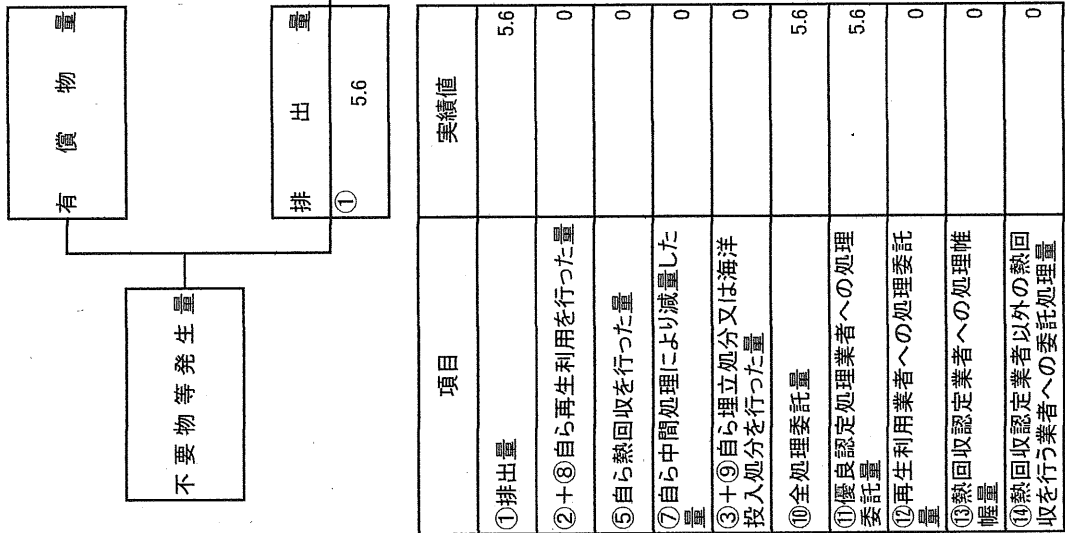 有償物量
不要物等発生量
排出量
①
5.6
項目
実績値
①排出量
5.6
②+⑧自ら再生利用を行った量
0
⑤自ら熱回収を行った量
0
⑦自ら中間処理により減量した
量
0
③+⑨自ら埋立処分又は海洋
投入処分を行った量
0
⑩全処理委託量
5.6
⑪優良認定処理業者への処理
委託量
5.6
⑫再生利用業者への処理委託
量
0
⑬熱回収認定業者への処理帷
幄量
0
⑭熱回収認定業者以外の熱回
収を行う業者への委託処理量
0